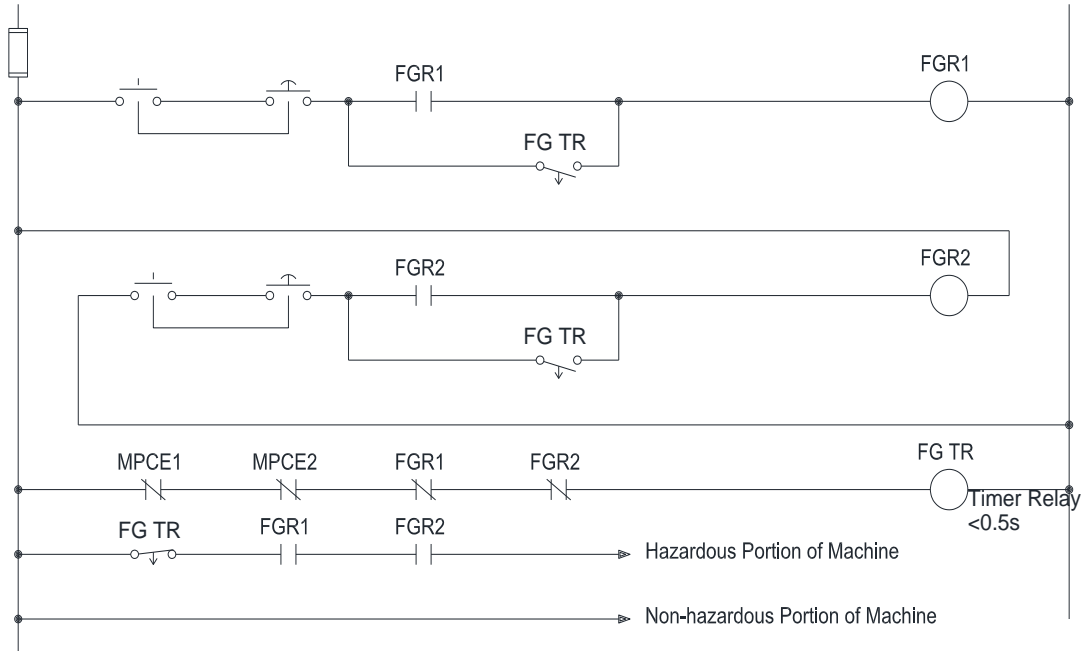 FGR1
FGR1
FG TR
FGR2
FGR2
FG TR
MPCE1
MPCE2
FGR1
FGR2
FG TR
Timer Relay
<0.5s
FG TR
FGR1
FGR2
Hazardous Portion of Machine
Non-hazardous Portion of Machine